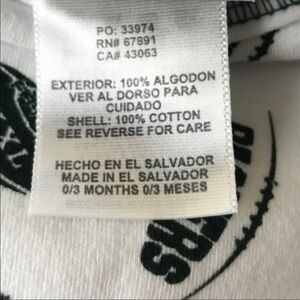 PO: 33974
RN# 67891
CA# 43063
EXTERIOR: 100% ALGODON
VER AL DORSO PARA
CUIDADO
SHELL: 100% COTTON
SEE REVERSE FOR CARE
HECHO EN EL SALVADOR
MADE IN EL SALVADOR
0/3 MONTHS 0/3 MESES